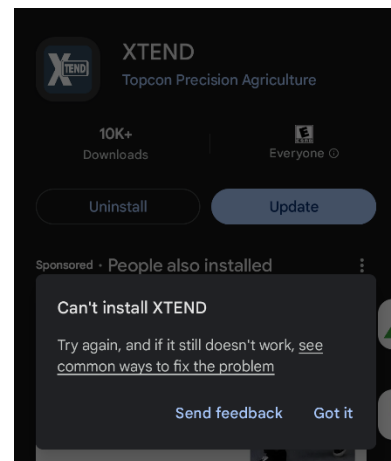 XTEND
TEND
Topcon Precision Agriculture
10K+
Downloads
E
Everyone
Uninstall
Update
Sponsored · People also installed
Can't install XTEND
Try again, and if it still doesn't work, see
common ways to fix the problem
Send feedback
Got it